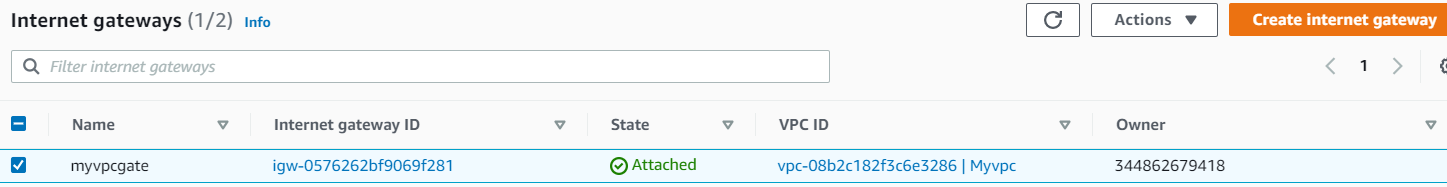 Internet gateways (1/2) Info Actions Create internet gateway
Filter internet gateways 1
Name Internet gateway ID State VPC ID Owner
myvpcgate igw-0576262bf9069f281 Attached vpc-08b2c182f3c6e3286 | Myvpc 344862679418